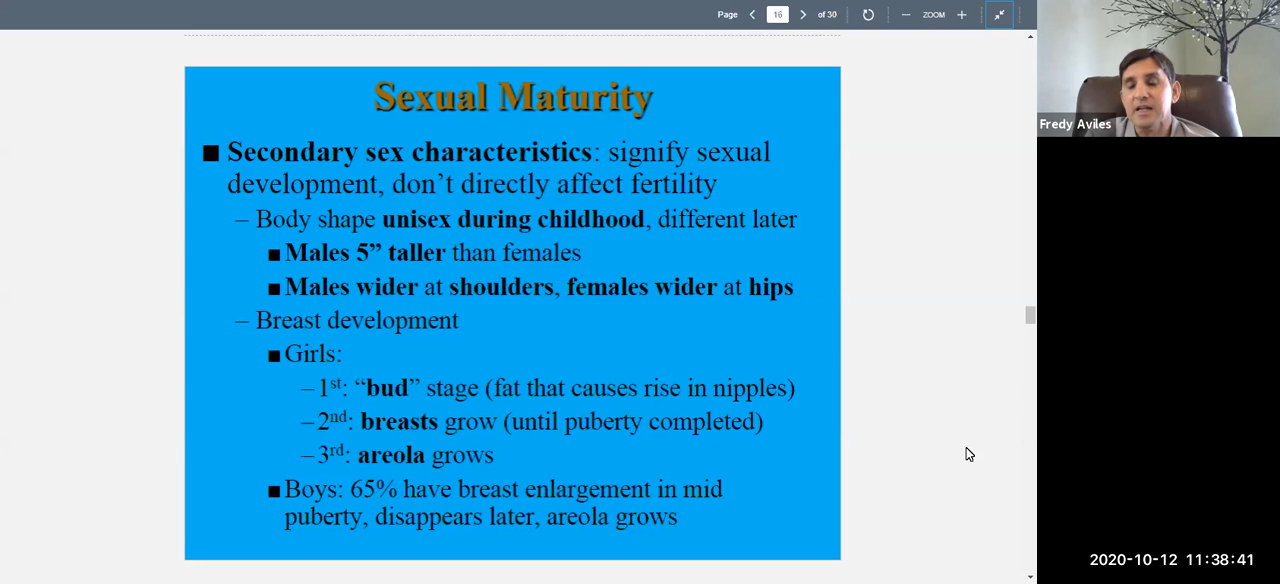 Page 16 of 30 ZOOM
Fredy Aviles
Sexual Maturity
■ Secondary sex characteristics: signify sexual
development, don't directly affect fertility
– Body shape unisex during childhood, different later
■ Males 5” taller than females
■ Males wider at shoulders, females wider at hips
– Breast development
■ Girls:
– 1st: “bud” stage (fat that causes rise in nipples)
– 2nd: breasts grow (until puberty completed)
– 3rd: areola grows
■ Boys: 65% have breast enlargement in mid
puberty, disappears later, areola grows
2020-10-12 11:38:41